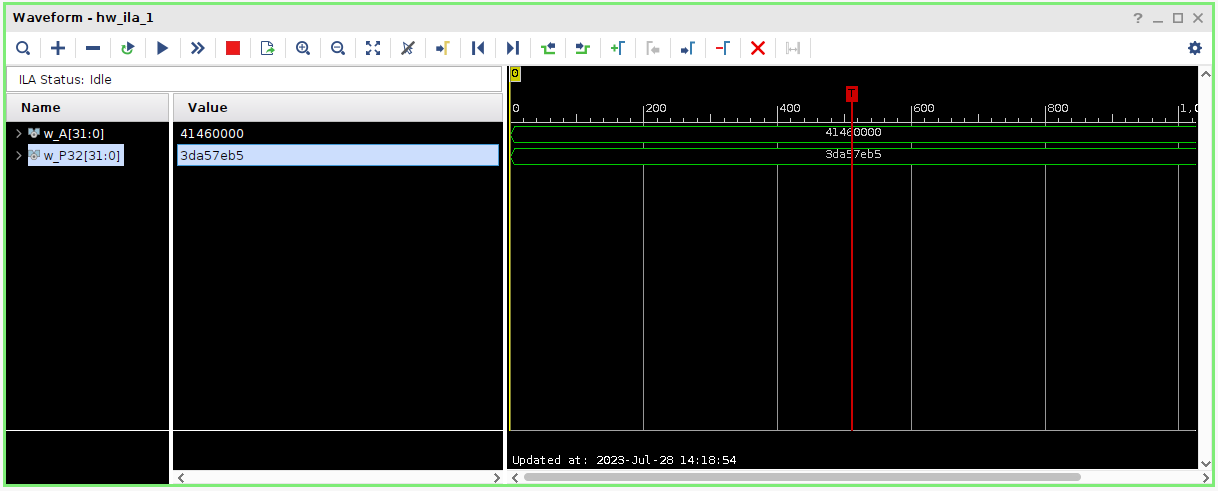 Waveform - hw_ila_1
ILA Status: Idle
Name Value
w_A[31:0] 41460000
w_P32[31:0] 3da57eb5
0
T
0 200 400 600 800 1,0
41460000
3da57eb5
Updated at: 2023-Jul-28 14:18:54